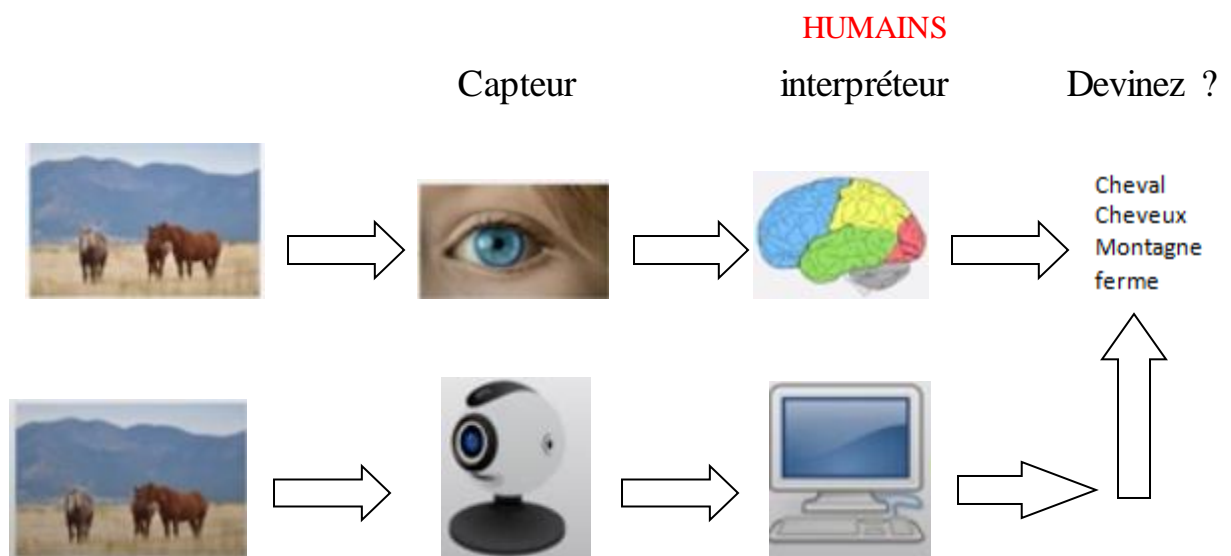 HUMAINS
Capteur interpréteur Devinez ?
Cheval
Cheveux
Montagne
ferme